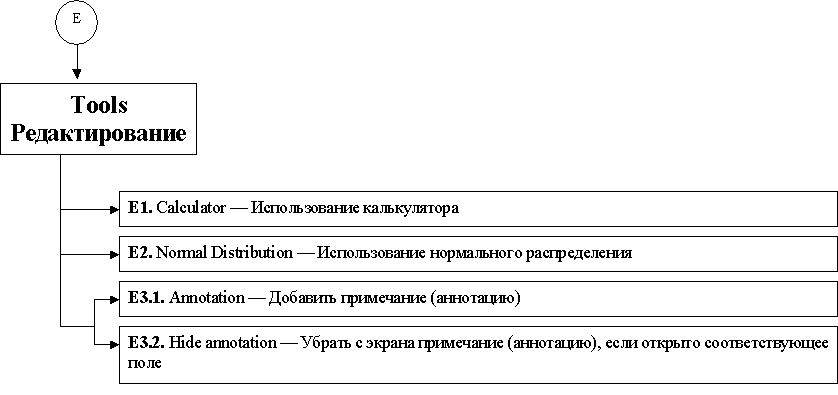 E
Tools
Редактирование
E1. Calculator — Использование калькулятора
E2. Normal Distribution — Использование нормального распределения
E3.1. Annotation — Добавить примечание (аннотацию)
E3.2. Hide annotation — Убрать с экрана примечание (аннотацию), если открыто соответствующее
поле